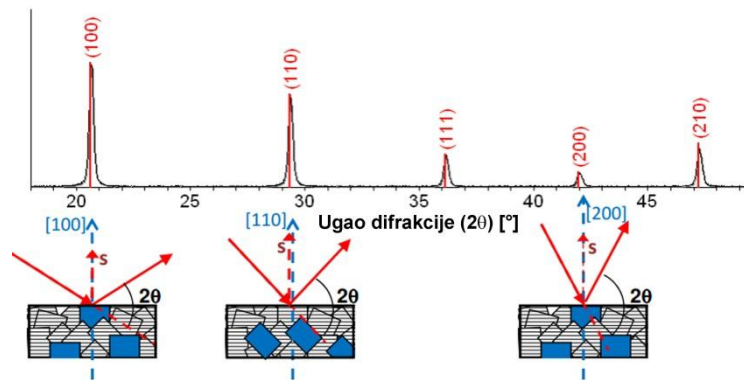 (100)
(110)
(111)
(200)
(210)
20 25 30 35 40 45
[100] [110] Ugao difrakcije (2θ) [°] [200]
s s s
2θ 2θ 2θ